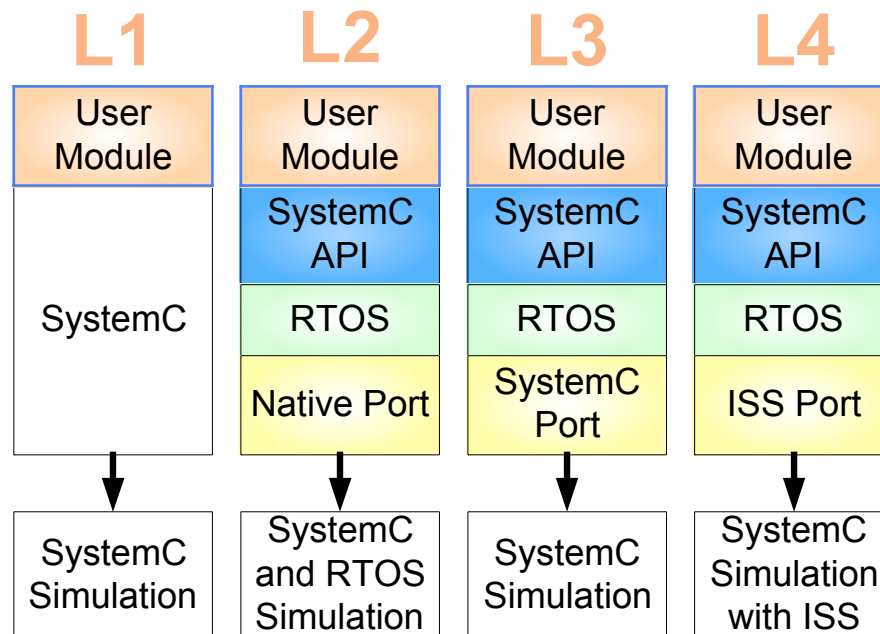 L1
User
Module
SystemC
SystemC
Simulation
L2
User
Module
SystemC
API
RTOS
Native Port
SystemC
and RTOS
Simulation
L3
User
Module
SystemC
API
RTOS
SystemC
Port
SystemC
Simulation
L4
User
Module
SystemC
API
RTOS
ISS Port
SystemC
Simulation
with ISS